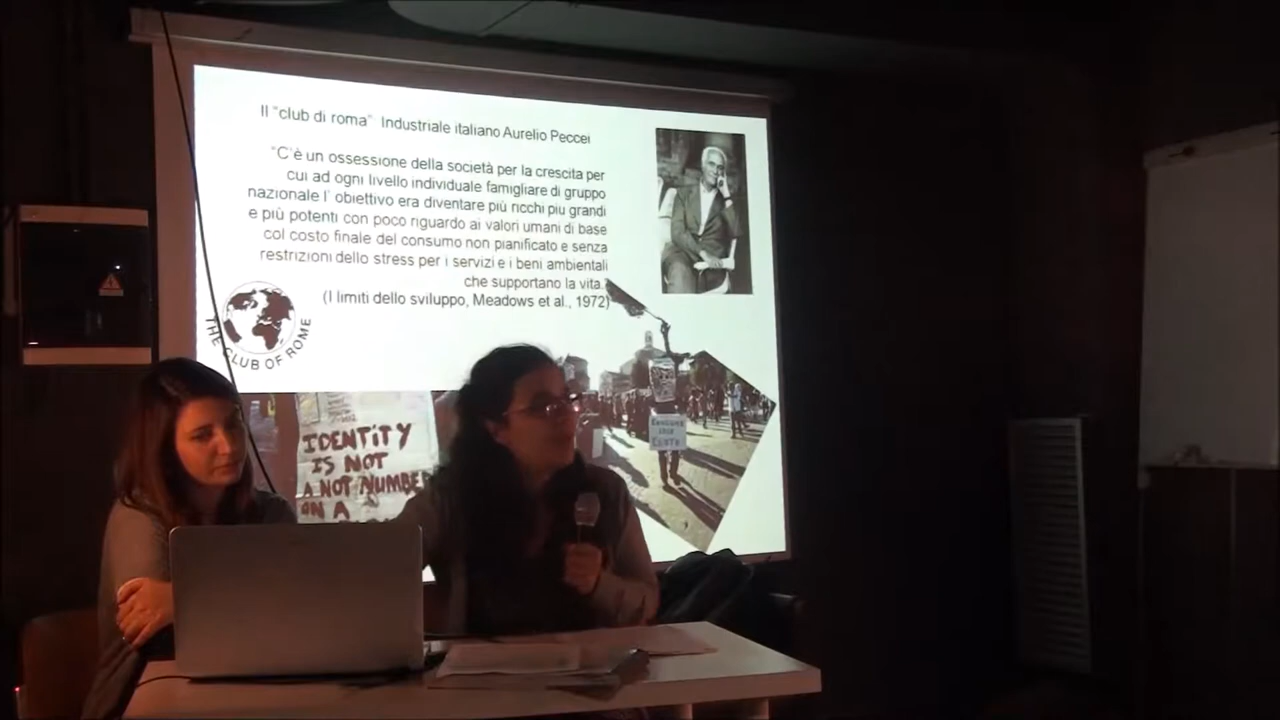 Il "club di roma" Industriale italiano Aurelio Peccei
"C'è un ossessione della società per la crescita per
cui ad ogni livello individuale famigliare di gruppo
nazionale l' obiettivo era diventare più ricchi piu grandi
e più potenti con poco riguardo ai valori umani di base
col costo finale del consumo non pianificato e senza
restrizioni dello stress per i servizi e i beni ambientali
che supportano la vita.
(I limiti dello sviluppo, Meadows et al., 1972)
THE CLUB OF ROME
IDENTITY
IS NOT
A NOT NUMBER
ON A